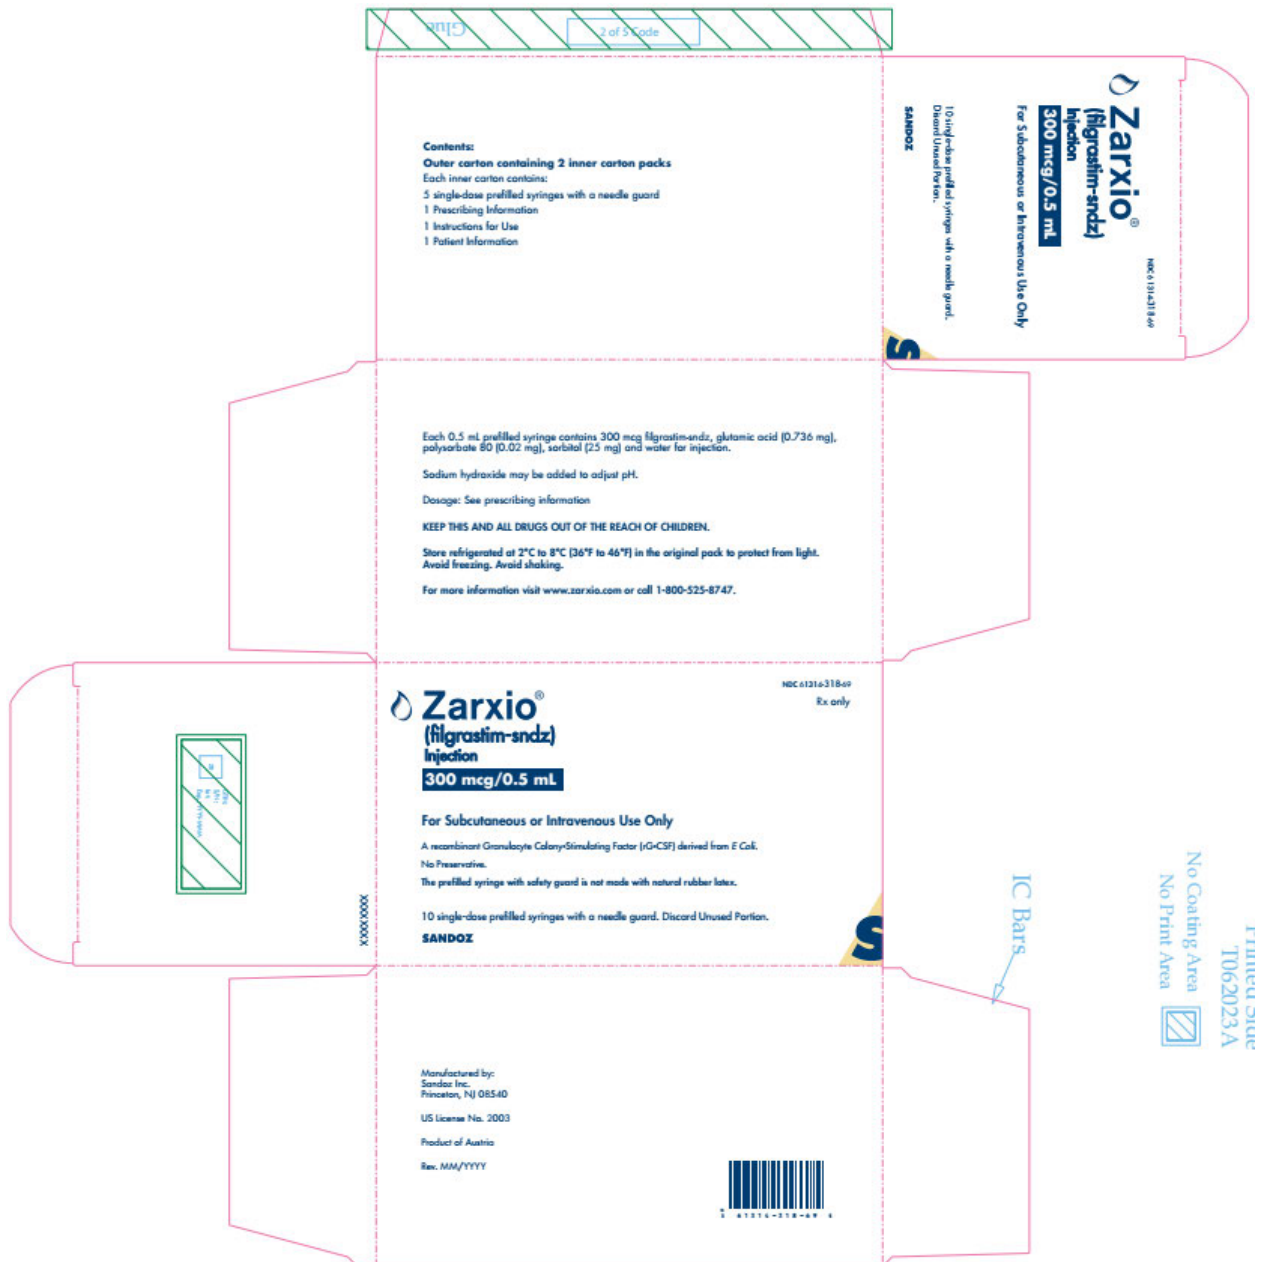 Glue
2 of 5 Code
Contents:
Outer carton containing 2 inner carton packs
Each inner carton contains:
5 single-dose prefilled syringes with a needle guard
1 Prescribing Information
1 Instructions for Use
1 Patient Information
NDC 61314-318-69
Zarxio®
(filgrastim-sndz)
Injection
300 mcg/0.5 mL
For Subcutaneous or Intravenous Use Only
10 single-dose prefilled syringes with a needle guard.
Discard Unused Portion.
SANDOZ
S
Each 0.5 mL prefilled syringe contains 300 mcg filgrastim-sndz, glutamic acid (0.736 mg),
polysorbate 80 (0.02 mg), sorbitol (25 mg) and water for injection.
Sodium hydroxide may be added to adjust pH.
Dosage: See prescribing information
KEEP THIS AND ALL DRUGS OUT OF THE REACH OF CHILDREN.
Store refrigerated at 2°C to 8°C (36°F to 46°F) in the original pack to protect from light.
Avoid freezing. Avoid shaking.
For more information visit www.zarxio.com or call 1-800-525-8747.
NDC 61314-318-69
Rx only
Zarxio®
(filgrastim-sndz)
Injection
300 mcg/0.5 mL
For Subcutaneous or Intravenous Use Only
A recombinant Granulocyte Colony•Stimulating Factor (rG•CSF) derived from E Coli.
No Preservative.
The prefilled syringe with safety guard is not made with natural rubber latex.
10 single-dose prefilled syringes with a needle guard. Discard Unused Portion.
SANDOZ
S
XXXXXXXX
Manufactured by:
Sandoz Inc.
Princeton, NJ 08540
US License No. 2003
Product of Austria
Rev. MM/YYYY
61314-318-69
IC Bars
Printed Side
T062023A
No Coating Area
No Print Area